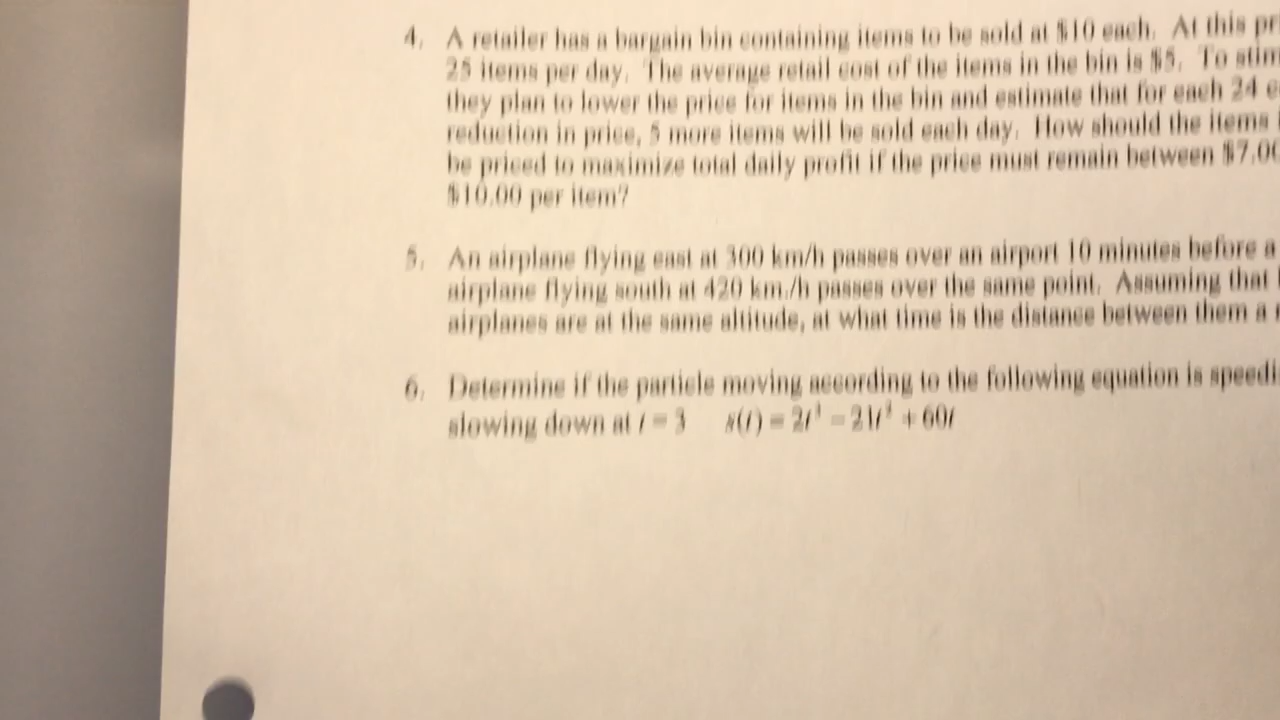 4. A retailer has a bargain bin containing items to be sold at $10 each. At this
25 items per day. The average retail cost of the items in the bin is $5. To
they plan to lower the price for items in the bin and estimate that for each 24
reduction in price, 5 more items will be sold each day. How should the items
be priced to maximize total daily profit if the price must remain between $7.00
$10.00 per item?
5. An airplane flying east at 300 km/h passes over an airport 10 minutes before a
airplane flying south at 420 km./h passes over the same point. Assuming that
airplanes are at the same altitude, at what time is the distance between them a
6. Determine if the particle moving according to the following equation is
slowing down at t = 3 s(t) = 2t³ − 21t² + 60t